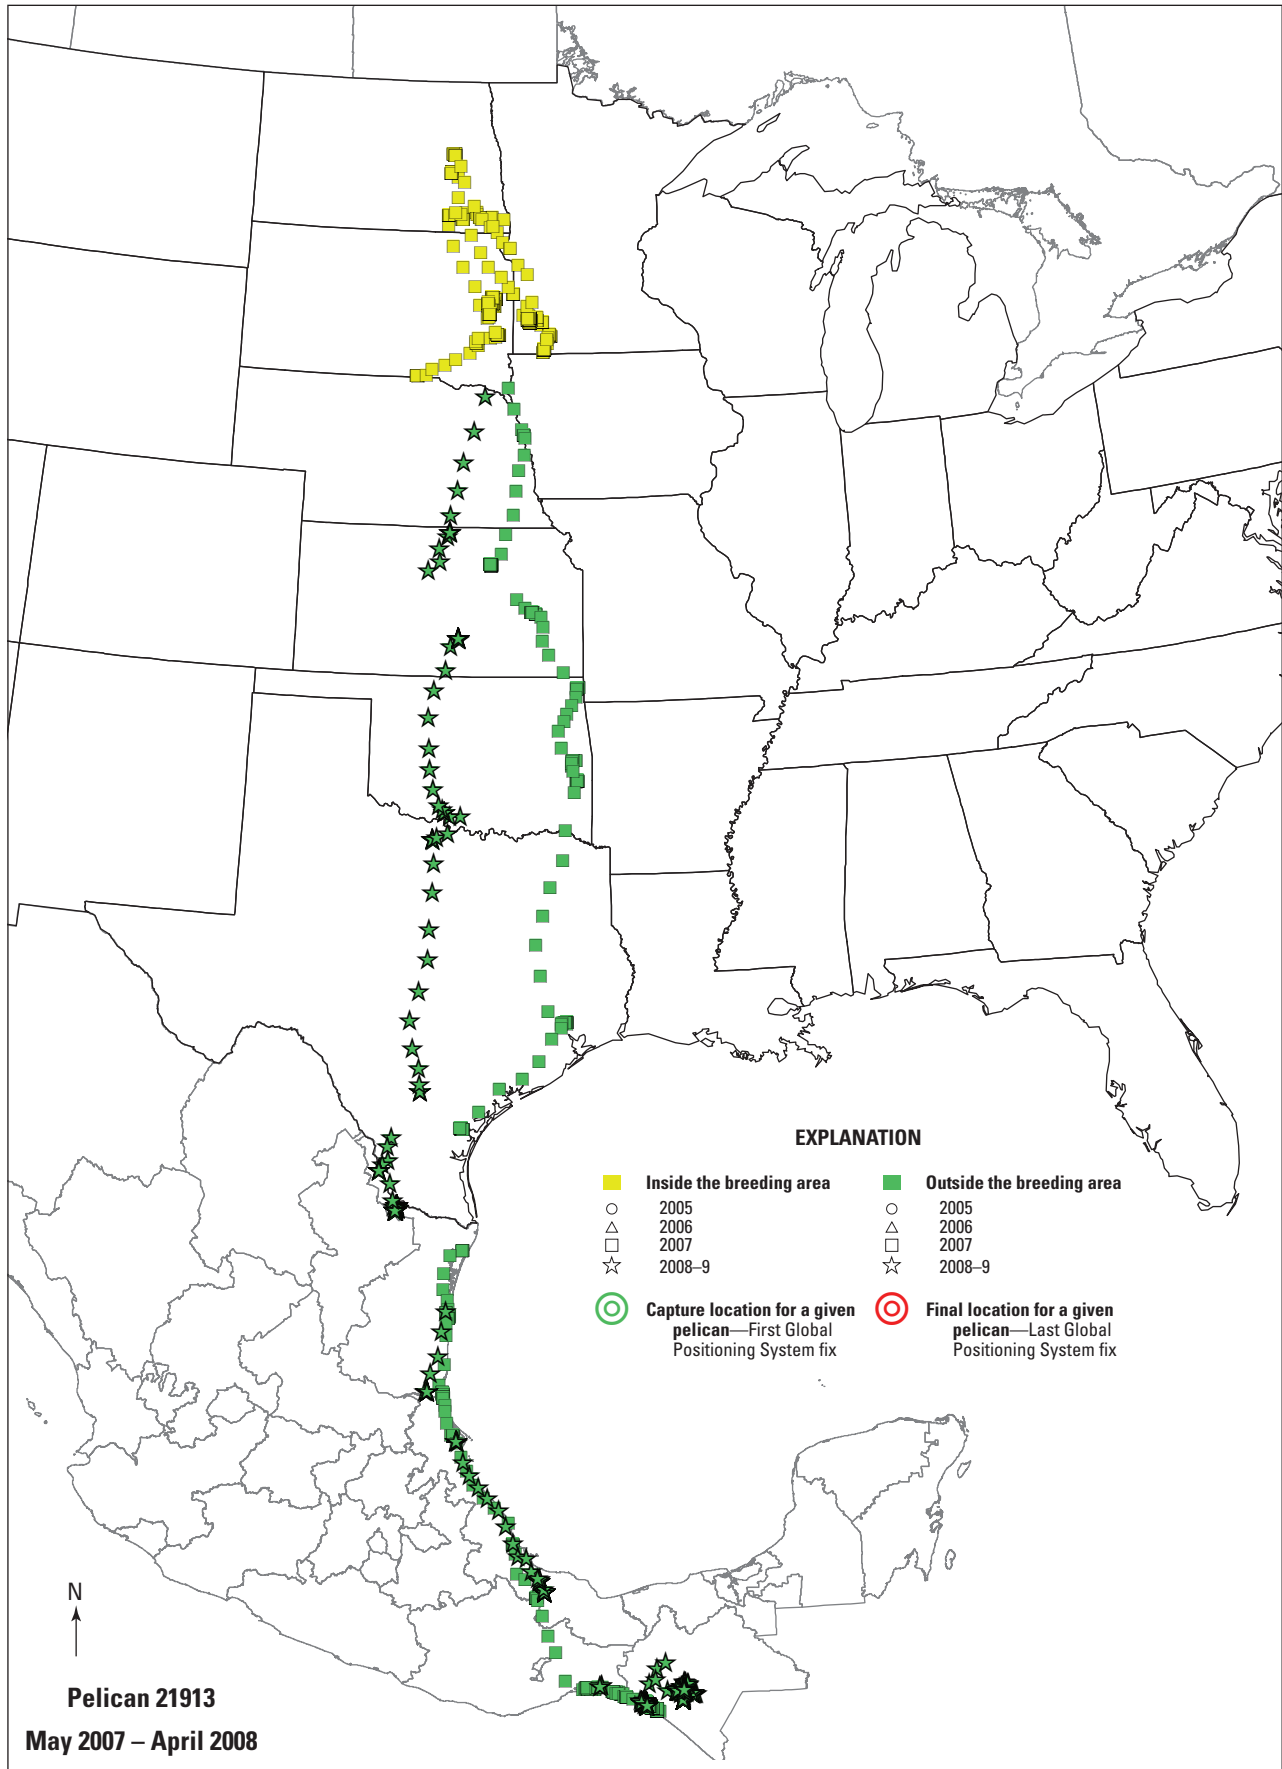 EXPLANATION
Inside the breeding area
2005
2006
2007
2008–9
Capture location for a given
pelican—First Global
Positioning System fix
Outside the breeding area
2005
2006
2007
2008–9
Final location for a given
pelican—Last Global
Positioning System fix
N
Pelican 21913
May 2007 – April 2008